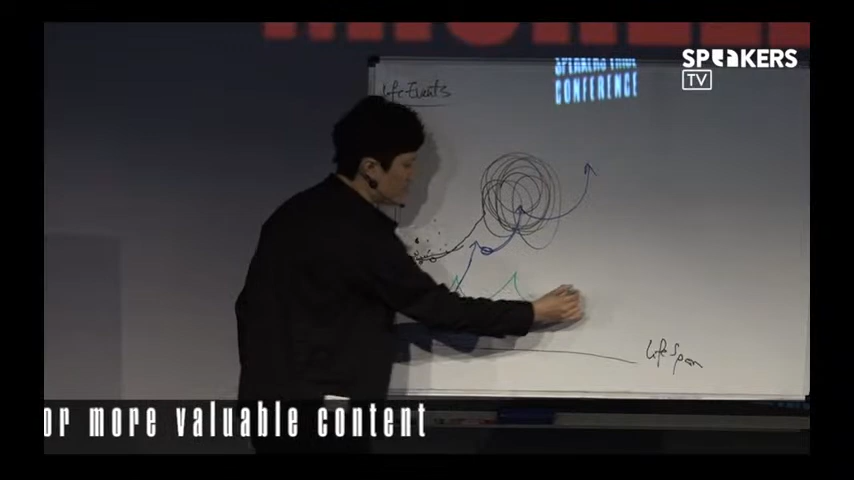 SPEAKERS
TV
CONFERENCE
Life Events
Life Span
or more valuable content